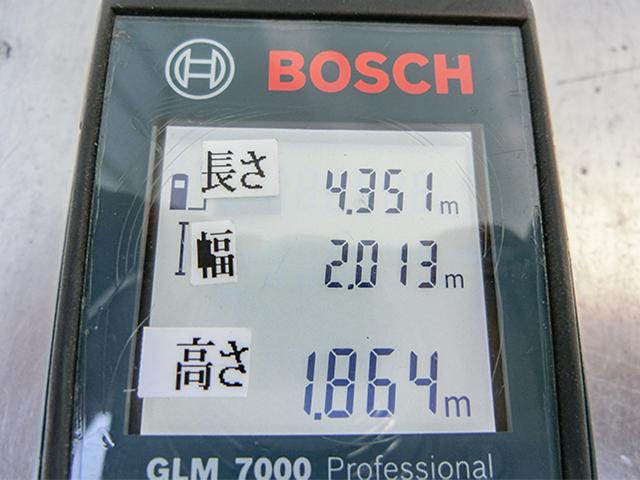 BOSCH
長さ 4.351 m
幅 2.013 m
高さ 1.864 m
GLM 7000 Professional